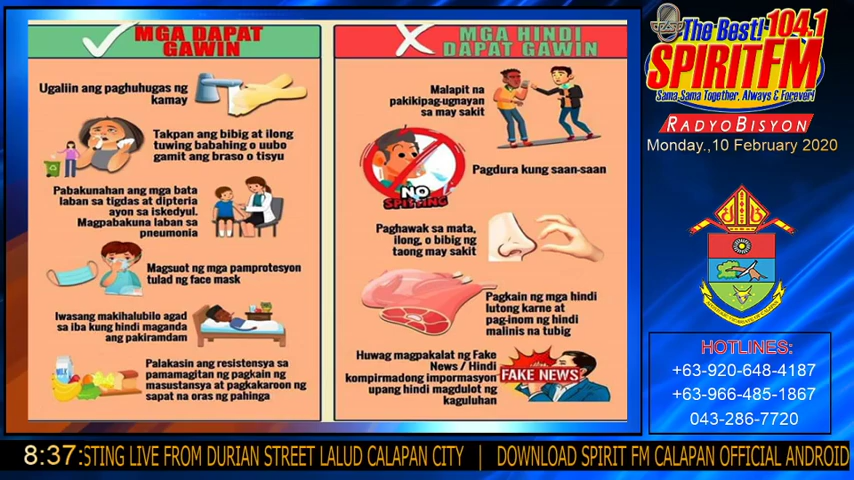 MGA DAPAT
GAWIN
Ugaliin ang paghuhugas ng
kamay
Takpan ang bibig at ilong
tuwing babahing o uubo
gamit ang braso o tisyu
Pabakunahan ang mga bata
laban sa tigdas at dipteria
ayon sa iskedyul.
Magpabakuna laban sa
pneumonia
Magsuot ng mga pamprotesyon
tulad ng face mask
Iwasang makihalubilo agad
sa iba kung hindi maganda
ang pakiramdam
MILK
Palakasin ang resistensya sa
pamamagitan ng pagkain ng
masustansya at pagkakaroon ng
sapat na oras ng pahinga
MGA HINDI
DAPAT GAWIN
Malapit na
pakikipag-ugnayan
sa may sakit
NO
SPITTING
Pagdura kung saan-saan
Paghawak sa mata,
ilong, o bibig ng
taong may sakit
Pagkain ng mga hindi
lutong karne at
pag-inom ng hindi
malinis na tubig
Huwag magpakalat ng Fake
News / Hindi
kompirmadong impormasyon
upang hindi magdulot ng
kaguluhan
FAKE NEWS
The Best! 104.1
SPIRIT FM
Sama,Sama Together, Always & Forever!
RADYOBISYON
Monday.,10 February 2020
HOTLINES:
+63-920-648-4187
+63-966-485-1867
043-286-7720
8:37:STING LIVE FROM DURIAN STREET LALUD CALAPAN CITY | DOWNLOAD SPIRIT FM CALAPAN OFFICIAL ANDROID